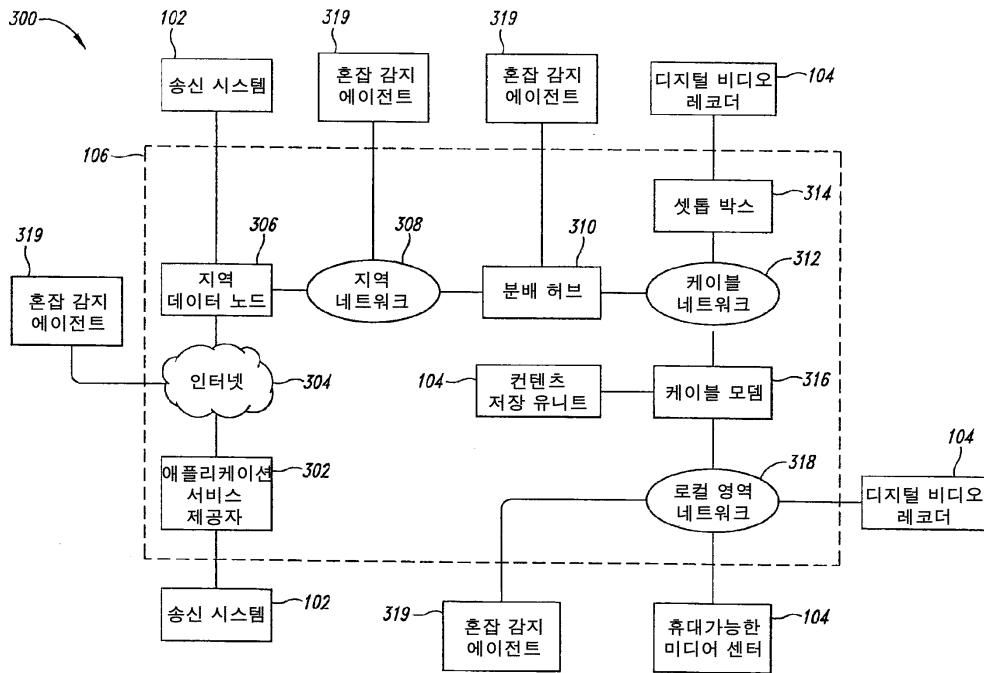 300
102
송신 시스템
319
혼잡 감지
에이전트
319
혼잡 감지
에이전트
디지털 비디오
레코더
104
106
셋톱 박스
314
319
혼잡 감지
에이전트
306
지역
데이터 노드
308
지역
네트워크
310
분배 허브
케이블
네트워크
312
인터넷
304
104
컨텐츠
저장 유니트
케이블 모뎀
316
애플리케이션
서비스
제공자
302
318
로컬 영역
네트워크
104
디지털 비디오
레코더
송신 시스템
102
319
혼잡 감지
에이전트
휴대가능한
미디어 센터
104